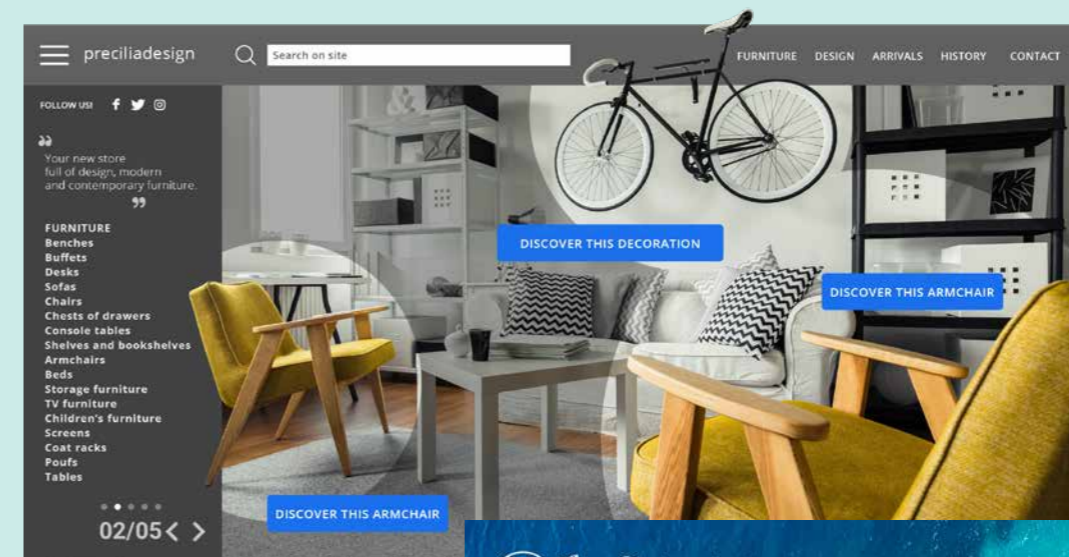 preciliadesign
Search on site
FURNITURE DESIGN ARRIVALS HISTORY CONTACT
FOLLOW US!
Your new store
full of design, modern
and contemporary furniture.
FURNITURE
Benches
Buffets
Desks
Sofas
Chairs
Chests of drawers
Console tables
Shelves and bookshelves
Armchairs
Beds
Storage furniture
TV furniture
Children's furniture
Screens
Coat racks
Poufs
Tables
02/05
DISCOVER THIS DECORATION
DISCOVER THIS ARMCHAIR
DISCOVER THIS ARMCHAIR